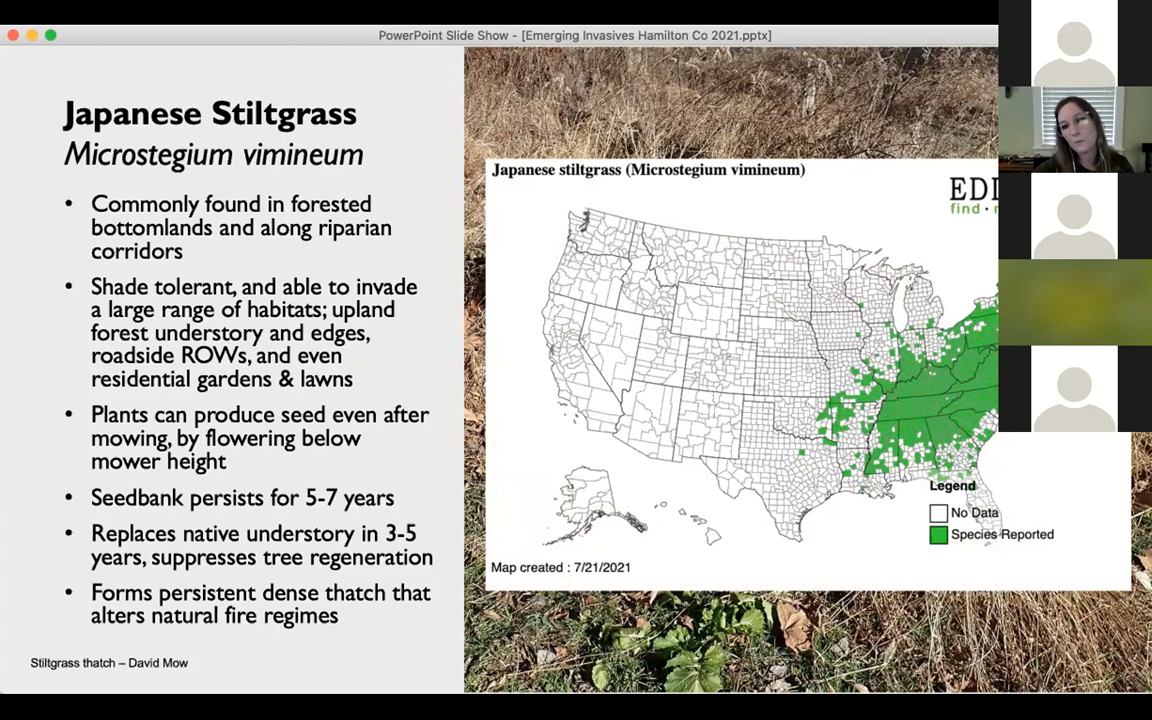 PowerPoint Slide Show - [Emerging Invasives Hamilton Co 2021.pptx]
Japanese Stiltgrass
Microstegium vimineum
• Commonly found in forested
bottomlands and along riparian
corridors
• Shade tolerant, and able to invade
a large range of habitats; upland
forest understory and edges,
roadside ROWs, and even
residential gardens & lawns
• Plants can produce seed even after
mowing, by flowering below
mower height
• Seedbank persists for 5-7 years
• Replaces native understory in 3-5
years, suppresses tree regeneration
• Forms persistent dense thatch that
alters natural fire regimes
Stiltgrass thatch – David Mow
Japanese stiltgrass (Microstegium vimineum)
find ·
Legend
No Data
Species Reported
Map created : 7/21/2021